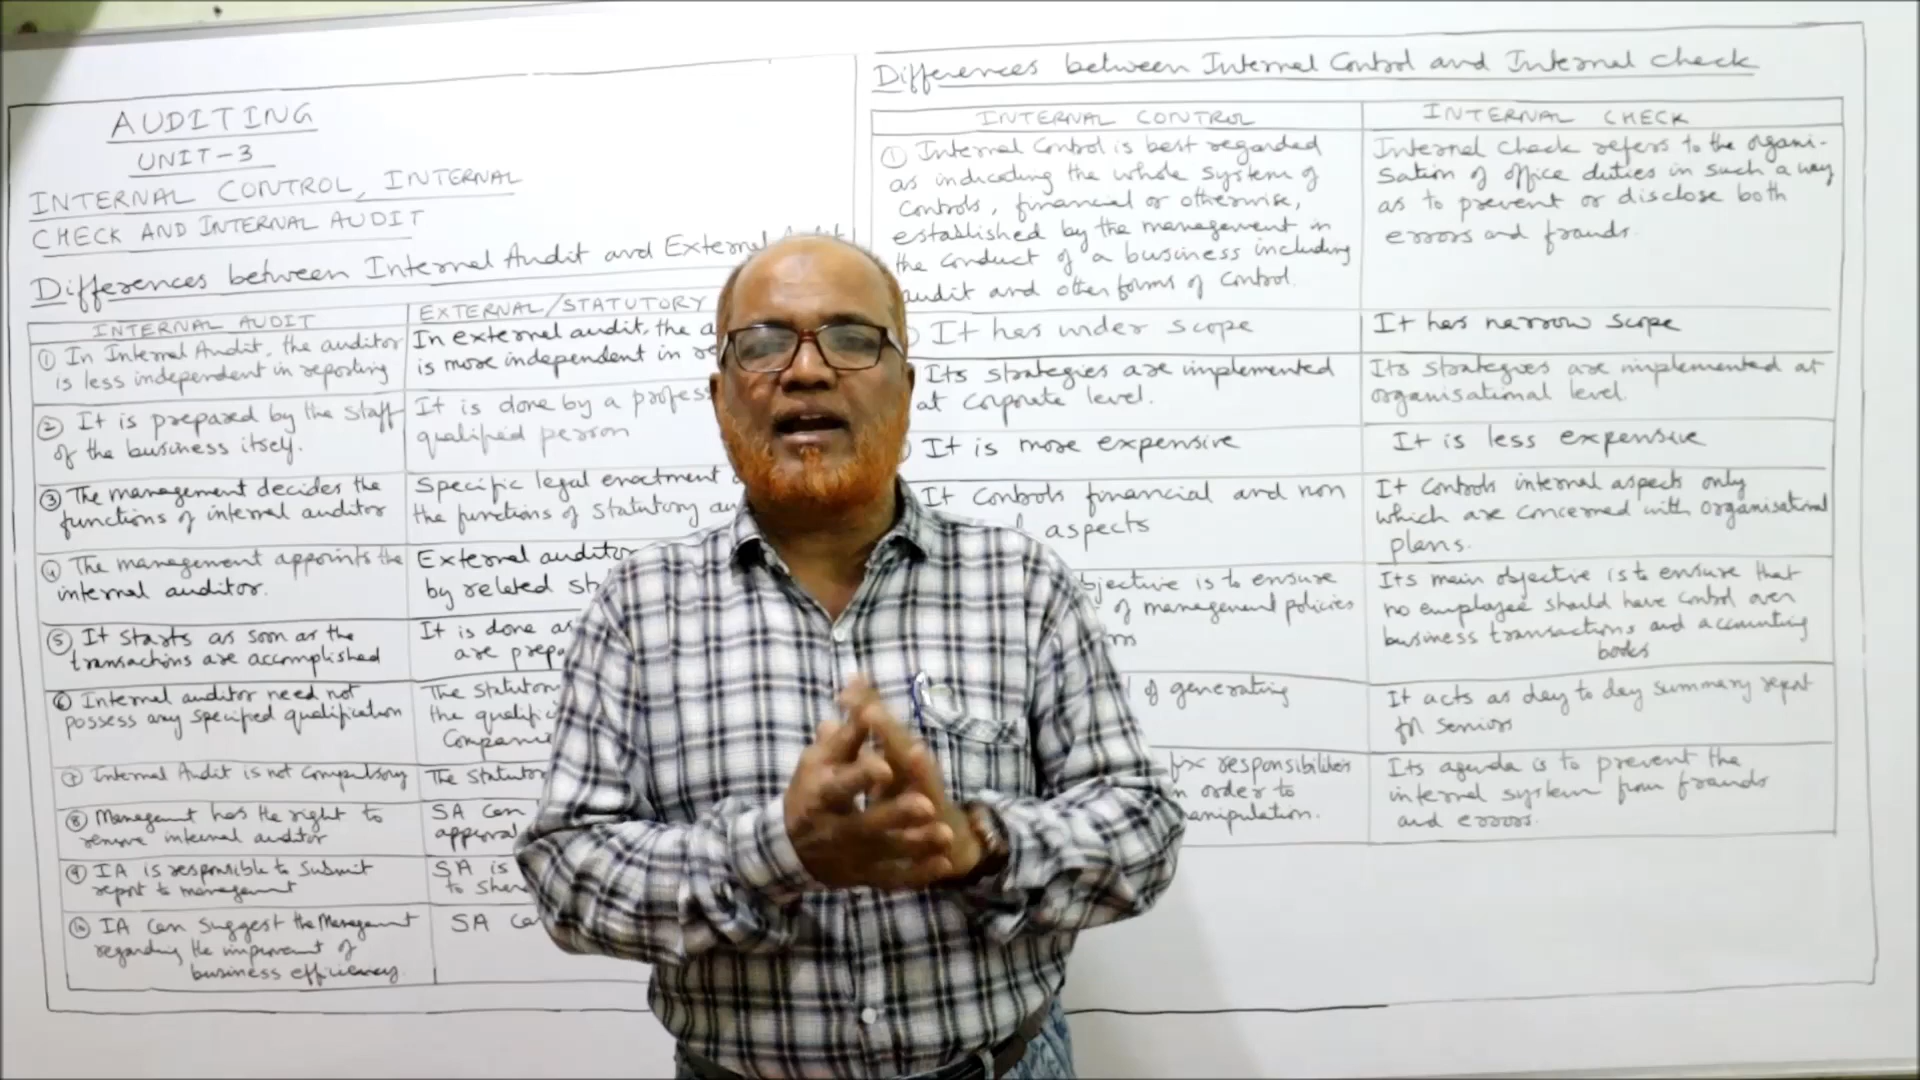 AUDITING
UNIT-3
INTERNAL CONTROL, INTERNAL
CHECK AND INTERNAL AUDIT
Differences between Internal Audit and External
INTERNAL AUDIT
① In Internal Audit, the auditor
is less independent in reporting
② It is prepared by the staff
of the business itself.
③ The management decides the
functions of internal auditor
④ The management appoints the
internal auditor.
⑤ It starts as soon as the
transactions are accomplished
⑥ Internal auditor need not
possess any specified qualification
⑦ Internal Audit is not compulsory
⑧ Management has the right to
remove internal auditor
⑨ IA is responsible to submit
report to management
⑩ IA can suggest the Management
regarding the improvement of
business efficiency.
EXTERNAL/STATUTORY
In external audit, the
is more independent in
It is done by a
qualified person
Specific legal enactment
the functions of statutory
External auditor
by related
It is done as
are
The
the
SA can
approval
SA is
to
SA
Differences between Internal Control and Internal check
INTERNAL CONTROL
① Internal Control is best regarded
as indicating the whole system of
controls, financial or otherwise,
established by the management in
the conduct of a business including
audit and other forms of control.
It has wider scope
Its strategies are implemented
at corporate level.
It is more expensive
It Controls financial and non
aspects
is to ensure
of management policies
of generating
fix responsibilities
in order to
manipulation.
INTERNAL CHECK
Internal check refers to the organi-
sation of office duties in such a way
as to prevent or disclose both
errors and frauds.
It has narrow scope
Its strategies are implemented at
organisational level.
It is less expensive
It controls internal aspects only
which are concerned with organisational
plans.
Its main objective is to ensure that
no employee should have control over
business transactions and accounting
books
It acts as day to day summary report
for seniors
Its agenda is to prevent the
internal system from frauds
and errors.